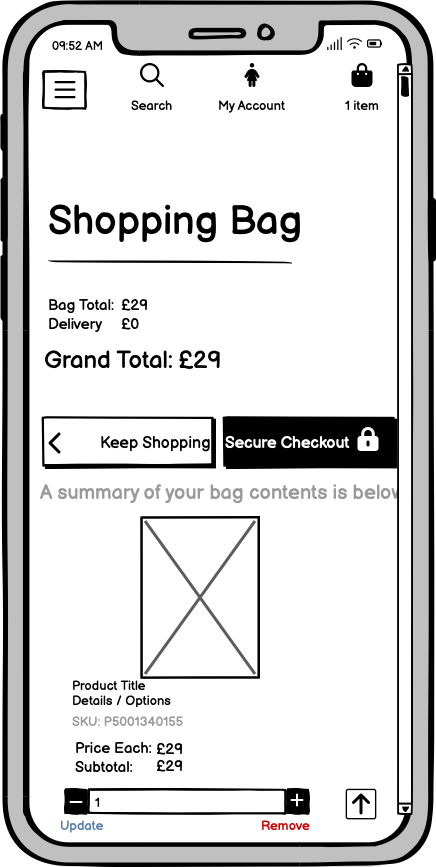 09:52 AM
Search
My Account
1 item
Shopping Bag
Bag Total: £29
Delivery £0
Grand Total: £29
Keep Shopping
Secure Checkout
A summary of your bag contents is below
Product Title
Details / Options
SKU: P5001340155
Price Each: £29
Subtotal: £29
1
Update
Remove